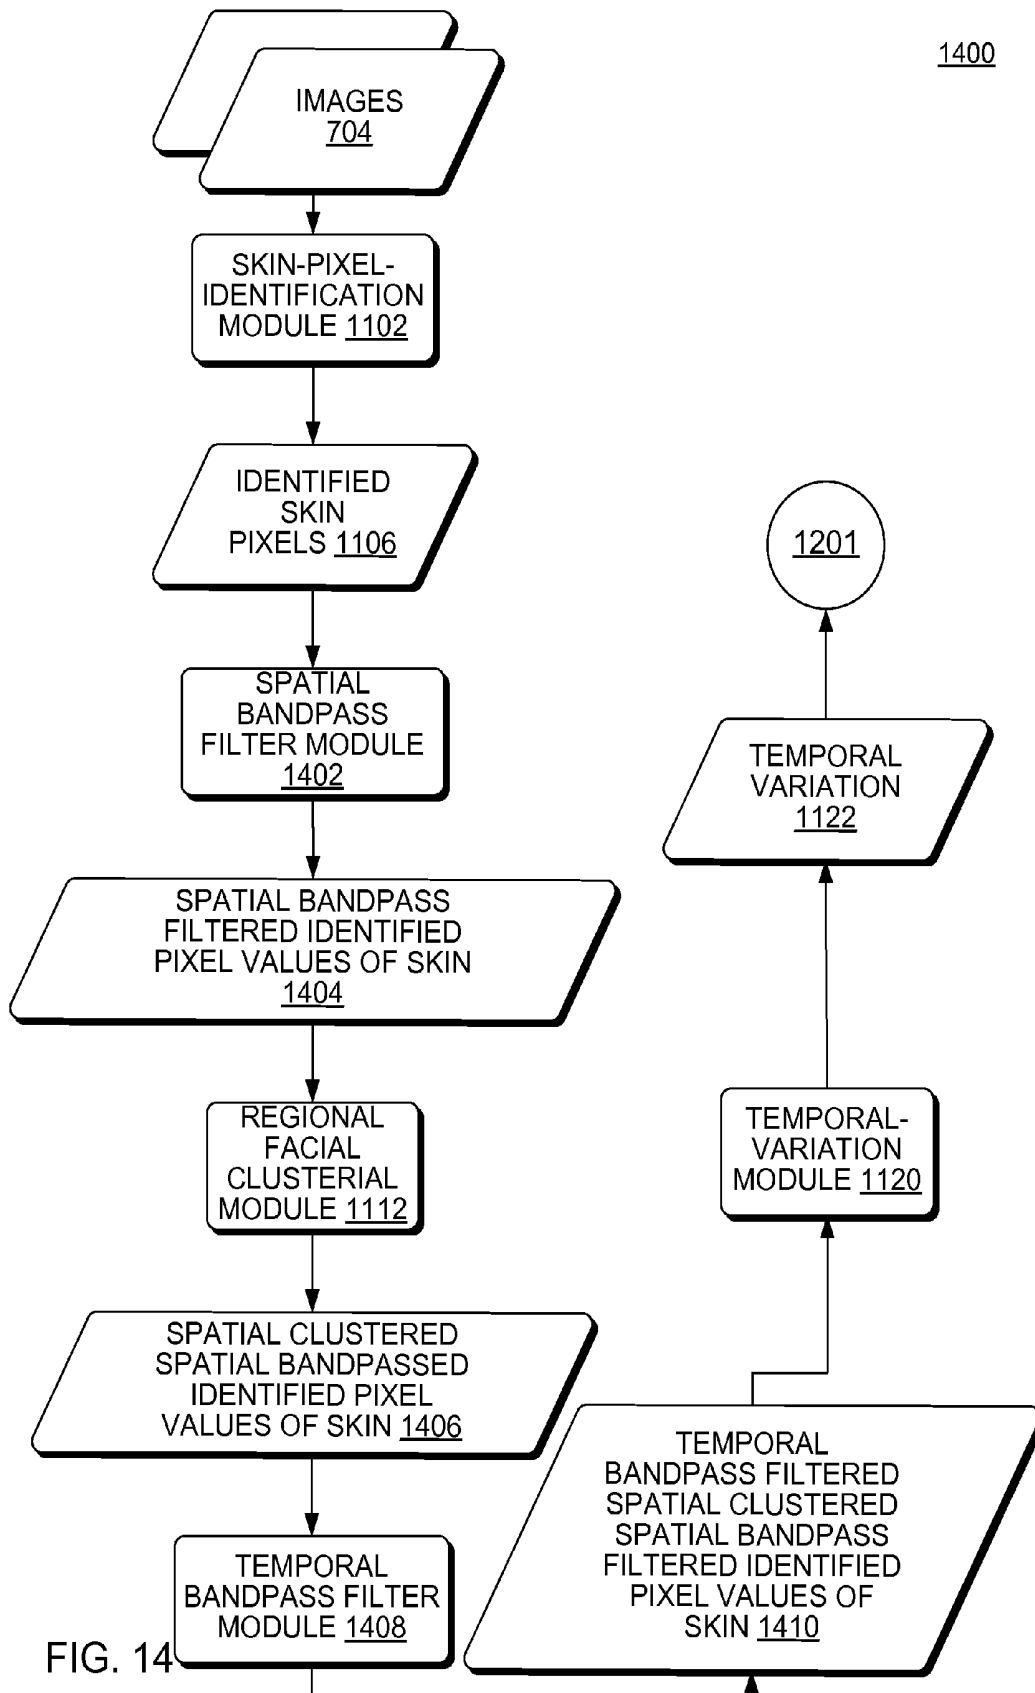 1400
IMAGES
704
SKIN-PIXEL-
IDENTIFICATION
MODULE 1102
IDENTIFIED
SKIN
PIXELS 1106
SPATIAL
BANDPASS
FILTER MODULE
1402
SPATIAL BANDPASS
FILTERED IDENTIFIED
PIXEL VALUES OF SKIN
1404
REGIONAL
FACIAL
CLUSTERIAL
MODULE 1112
SPATIAL CLUSTERED
SPATIAL BANDPASSED
IDENTIFIED PIXEL
VALUES OF SKIN 1406
TEMPORAL
BANDPASS FILTER
MODULE 1408
TEMPORAL
BANDPASS FILTERED
SPATIAL CLUSTERED
SPATIAL BANDPASS
FILTERED IDENTIFIED
PIXEL VALUES OF
SKIN 1410
TEMPORAL-
VARIATION
MODULE 1120
TEMPORAL
VARIATION
1122
1201
FIG. 14